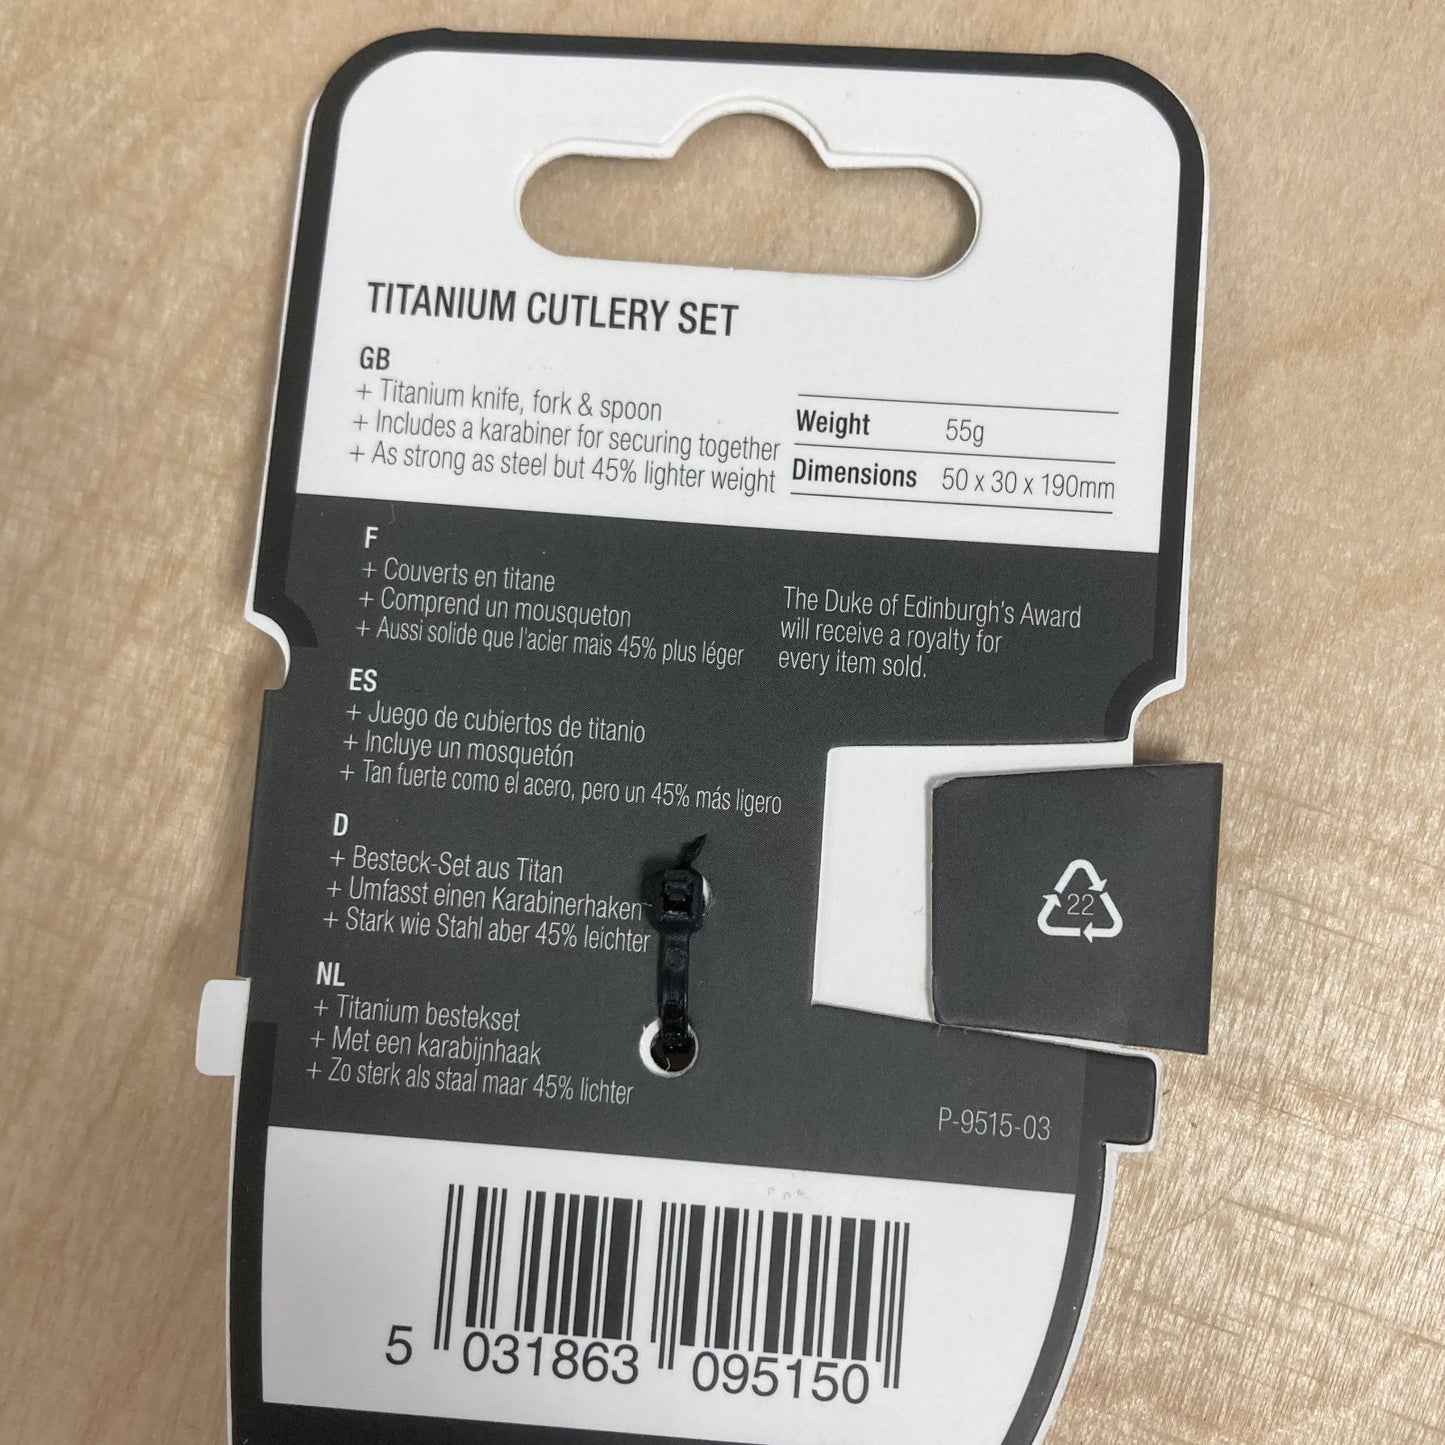 TITANIUM CUTLERY SET
GB
+ Titanium knife, fork & spoon
+ Includes a karabiner for securing together
+ As strong as steel but 45% lighter weight
Weight 55g
Dimensions 50 x 30 x 190mm
F
+ Couverts en titane
+ Comprend un mousqueton
+ Aussi solide que l'acier mais 45% plus léger
The Duke of Edinburgh's Award
will receive a royalty for
every item sold.
ES
+ Juego de cubiertos de titanio
+ Incluye un mosquetón
+ Tan fuerte como el acero, pero un 45% más ligero
D
+ Besteck-Set aus Titan
+ Umfasst einen Karabinerhaken
+ Stark wie Stahl aber 45% leichter
22
NL
+ Titanium bestekset
+ Met een karabijnhaak
+ Zo sterk als staal maar 45% lichter
P-9515-03
5 031863 095150